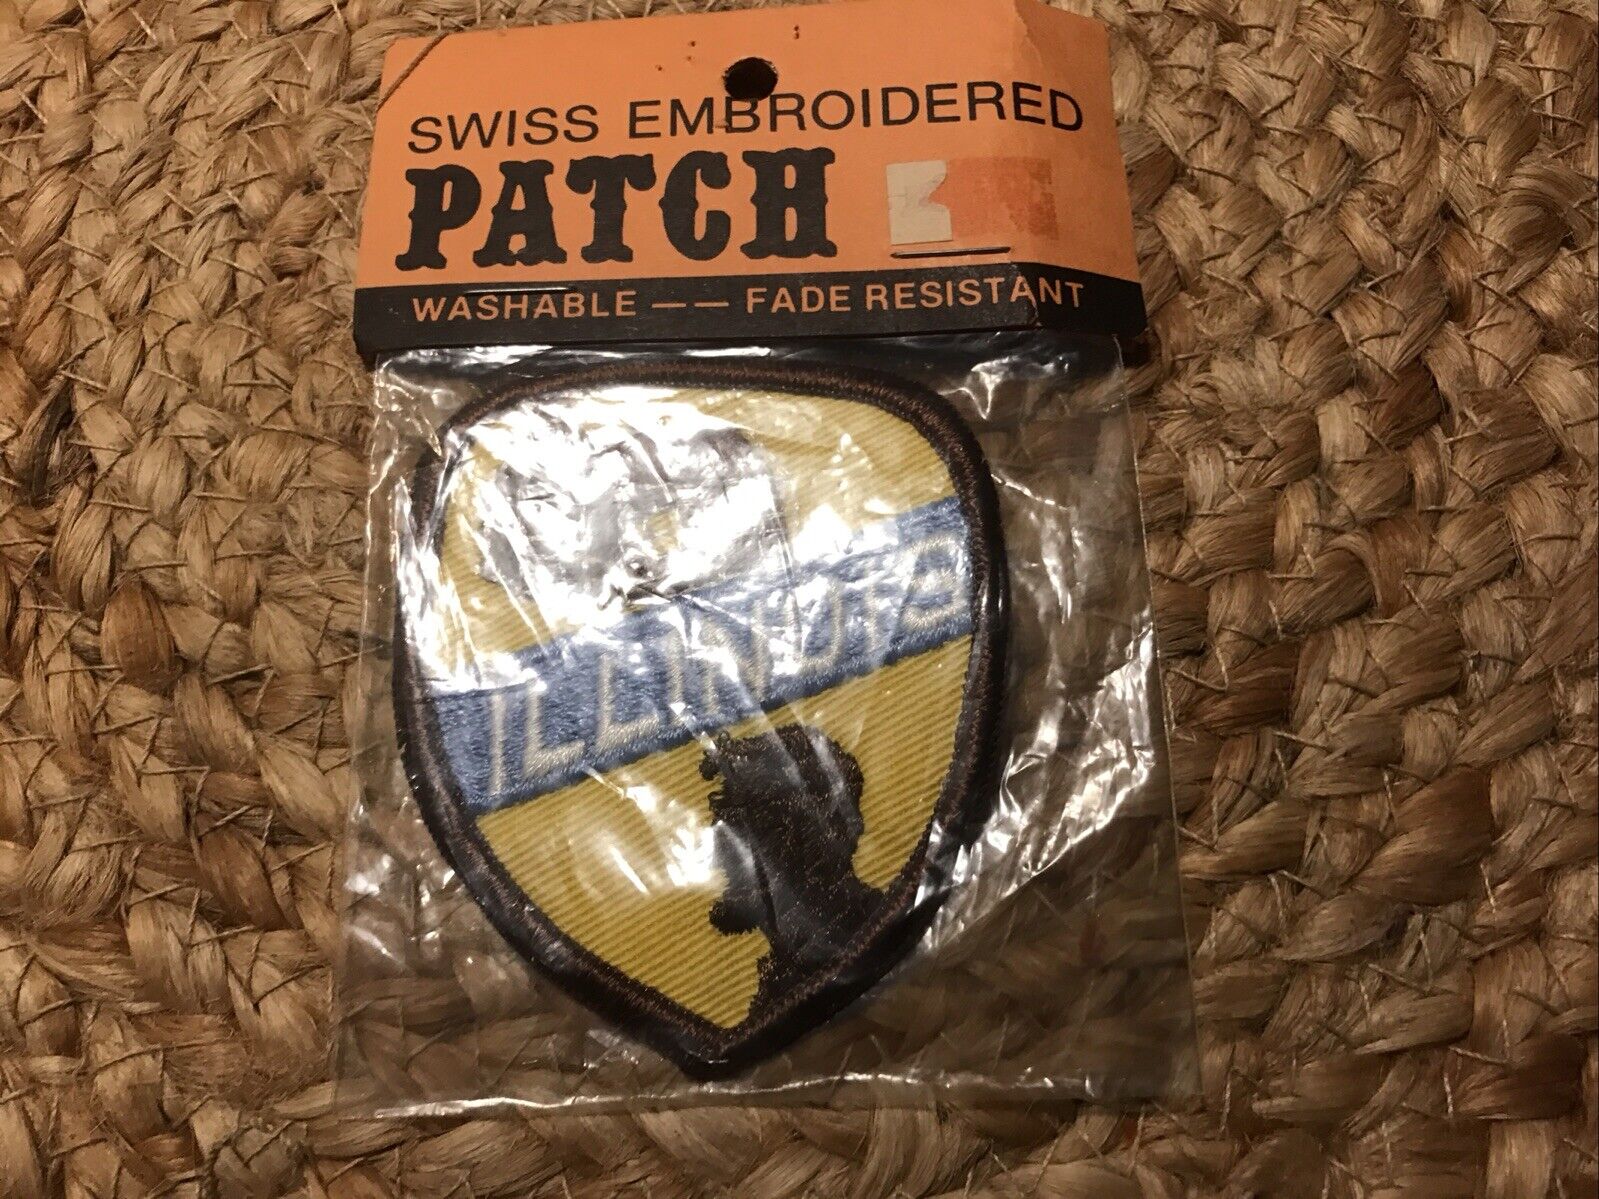 SWISS EMBROIDERED
PATCH
WASHABLE —— FADE RESISTANT
ILLINOIS